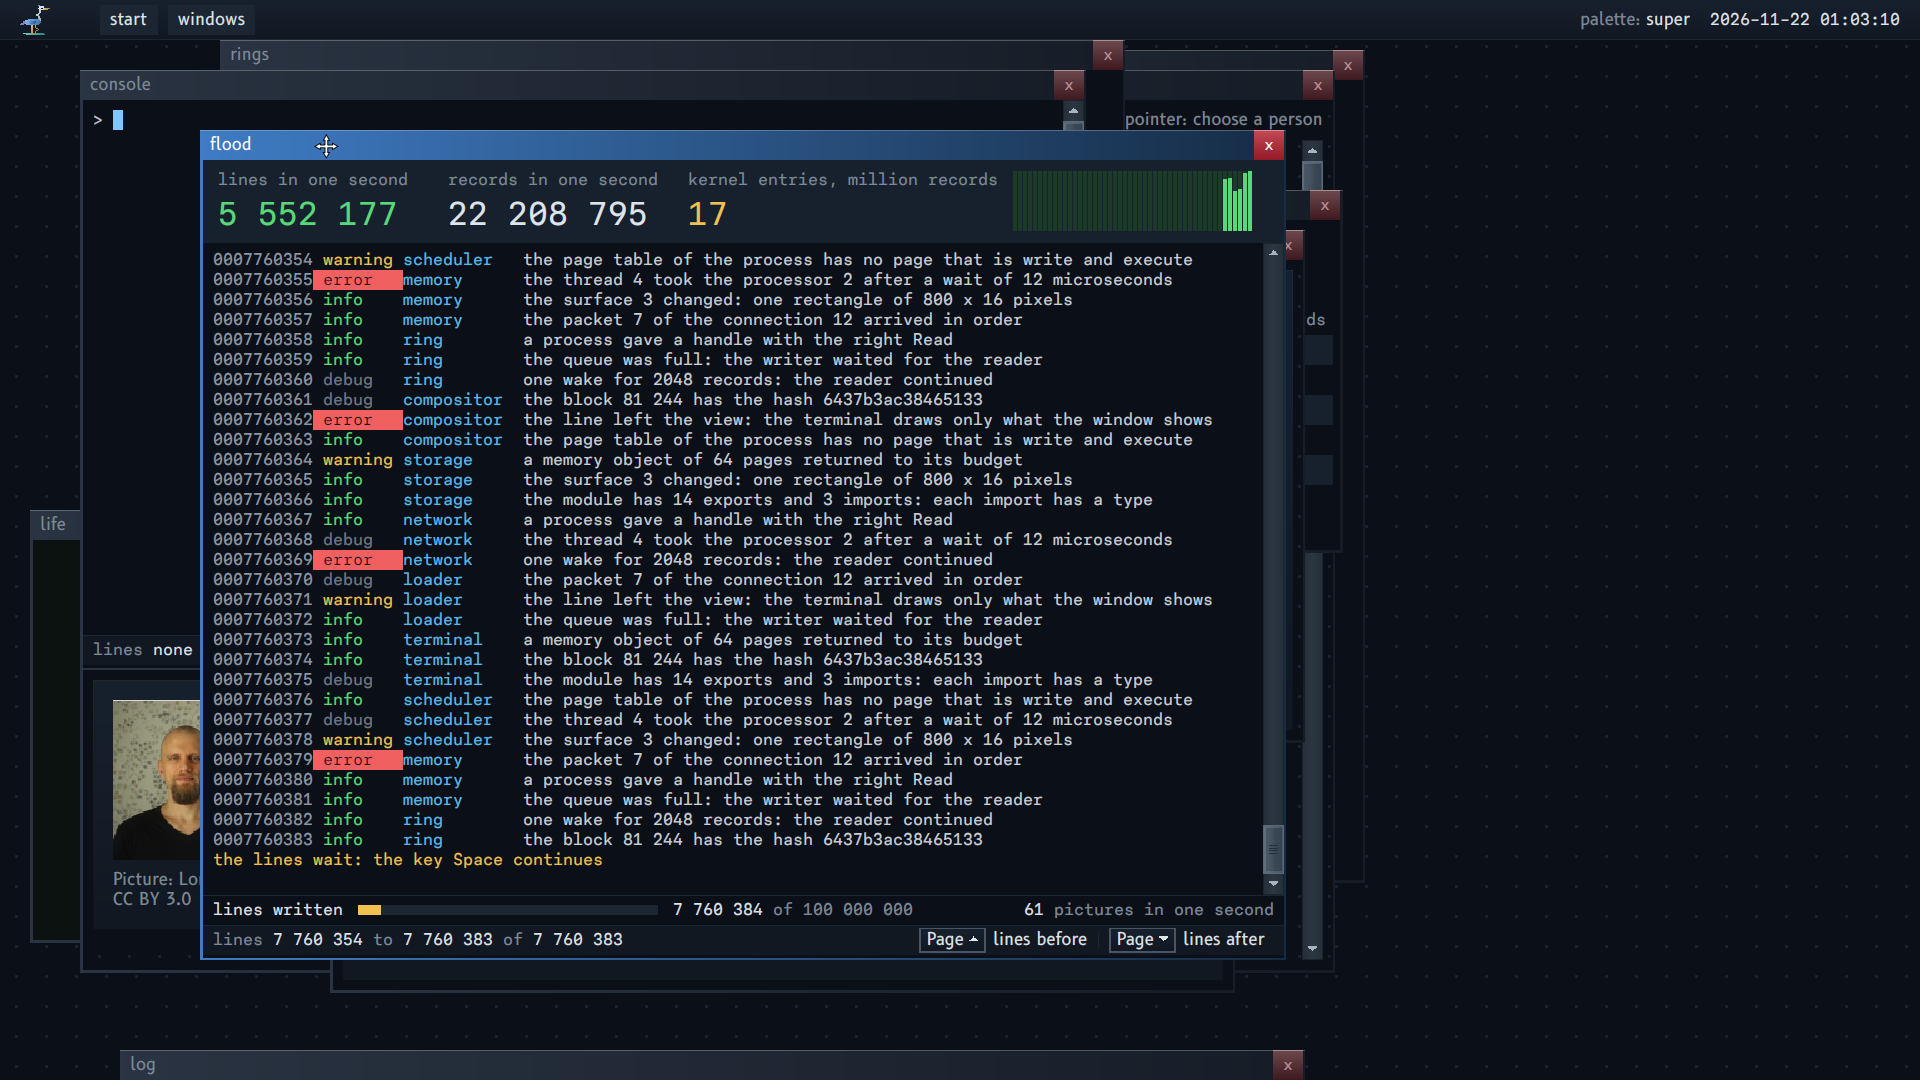 start windows palette: super 2026-11-22 01:03:10
rings x
x
console x
x
> pointer: choose a person
flood x
lines in one second records in one second kernel entries, million records
5 552 177 22 208 795 17
x
x
0007760354 warning scheduler the page table of the process has no page that is write and execute
0007760355 error memory the thread 4 took the processor 2 after a wait of 12 microseconds
0007760356 info memory the surface 3 changed: one rectangle of 800 x 16 pixels
0007760357 info memory the packet 7 of the connection 12 arrived in order
ds
0007760358 info ring a process gave a handle with the right Read
0007760359 info ring the queue was full: the writer waited for the reader
0007760360 debug ring one wake for 2048 records: the reader continued
0007760361 debug compositor the block 81 244 has the hash 6437b3ac38465133
0007760362 error compositor the line left the view: the terminal draws only what the window shows
0007760363 info compositor the page table of the process has no page that is write and execute
0007760364 warning storage a memory object of 64 pages returned to its budget
0007760365 info storage the surface 3 changed: one rectangle of 800 x 16 pixels
0007760366 info storage the module has 14 exports and 3 imports: each import has a type
0007760367 info network a process gave a handle with the right Read
life
0007760368 debug network the thread 4 took the processor 2 after a wait of 12 microseconds
0007760369 error network one wake for 2048 records: the reader continued
0007760370 debug loader the packet 7 of the connection 12 arrived in order
0007760371 warning loader the line left the view: the terminal draws only what the window shows
0007760372 info loader the queue was full: the writer waited for the reader
0007760373 info terminal a memory object of 64 pages returned to its budget
lines none
0007760374 info terminal the block 81 244 has the hash 6437b3ac38465133
0007760375 debug terminal the module has 14 exports and 3 imports: each import has a type
0007760376 info scheduler the page table of the process has no page that is write and execute
0007760377 debug scheduler the thread 4 took the processor 2 after a wait of 12 microseconds
0007760378 warning scheduler the surface 3 changed: one rectangle of 800 x 16 pixels
0007760379 error memory the packet 7 of the connection 12 arrived in order
0007760380 info memory a process gave a handle with the right Read
0007760381 info memory the queue was full: the writer waited for the reader
0007760382 info ring one wake for 2048 records: the reader continued
0007760383 info ring the block 81 244 has the hash 6437b3ac38465133
the lines wait: the key Space continues
Picture: Lo
CC BY 3.0
lines written 7 760 384 of 100 000 000 61 pictures in one second
lines 7 760 354 to 7 760 383 of 7 760 383 Page lines before Page lines after
log x